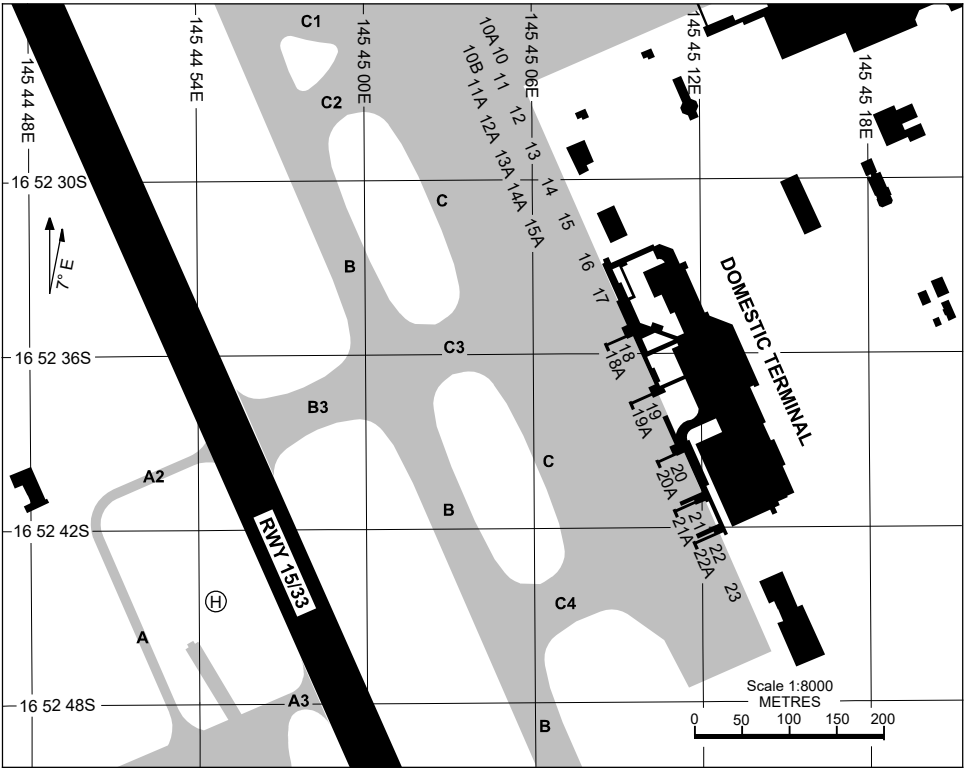 C1
145 44 48E
145 44 54E
145 45 00E
145 45 06E
145 45 12E
145 45 18E
C2
10A
10
10B
11
11A
12
12A
13
13A
14
14A
15
15A
16
17
16 52 30S
C
B
7° E
DOMESTIC TERMINAL
16 52 36S
C3
18
18A
B3
19
19A
A2
C
20
20A
B
21
21A
22
22A
16 52 42S
RWY 15/33
23
H
C4
A
Scale 1:8000
METRES
0 50 100 150 200
16 52 48S
A3
B